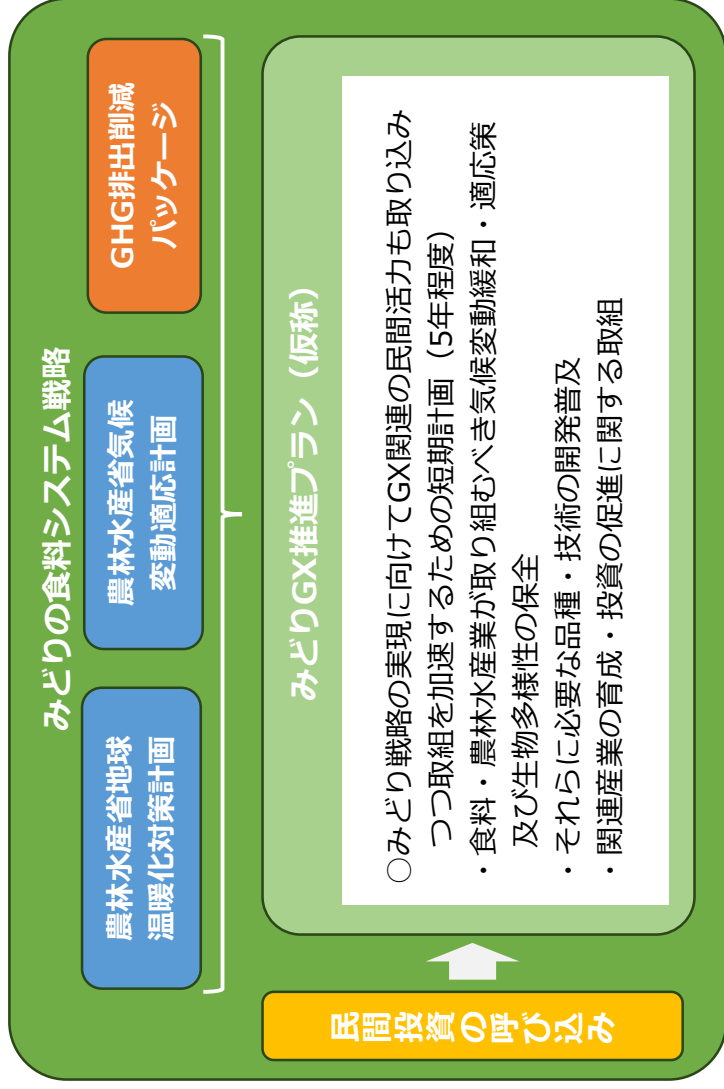 みどりの食料システム戦略
農林水産省地球
温暖化対策計画
農林水産省気候
変動適応計画
GHG排出削減
パッケージ
民間投資の呼び込み
みどりGX推進プラン（仮称）
○みどり戦略の実現に向けてGX関連の民間活力も取り込み
つつ取組を加速するための短期計画（5年程度）
・食料・農林水産業が取り組むべき気候変動緩和・適応策
及び生物多様性の保全
・それらに必要な品種・技術の開発普及
・関連産業の育成・投資の促進に関する取組